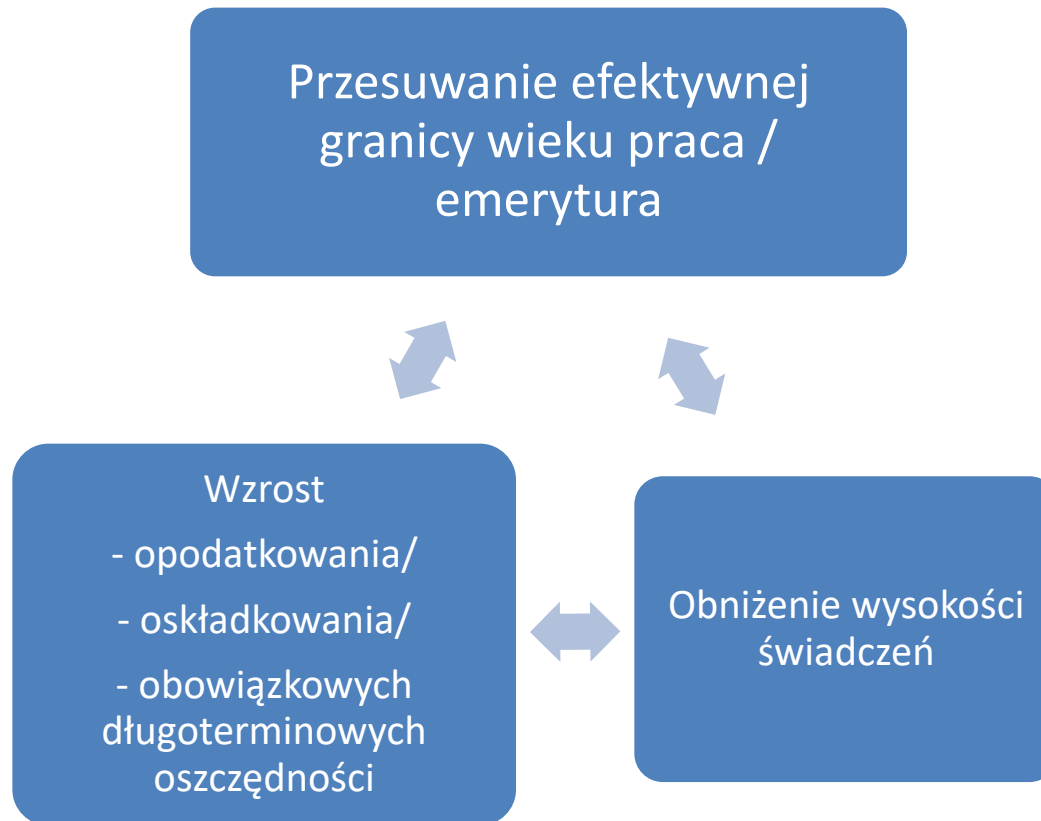 Przesuwanie efektywnej
granicy wieku praca /
emerytura
Wzrost
- opodatkowania/
- oskładkowania/
- obowiązkowych
długoterminowych
oszczędności
Obniżenie wysokości
świadczeń